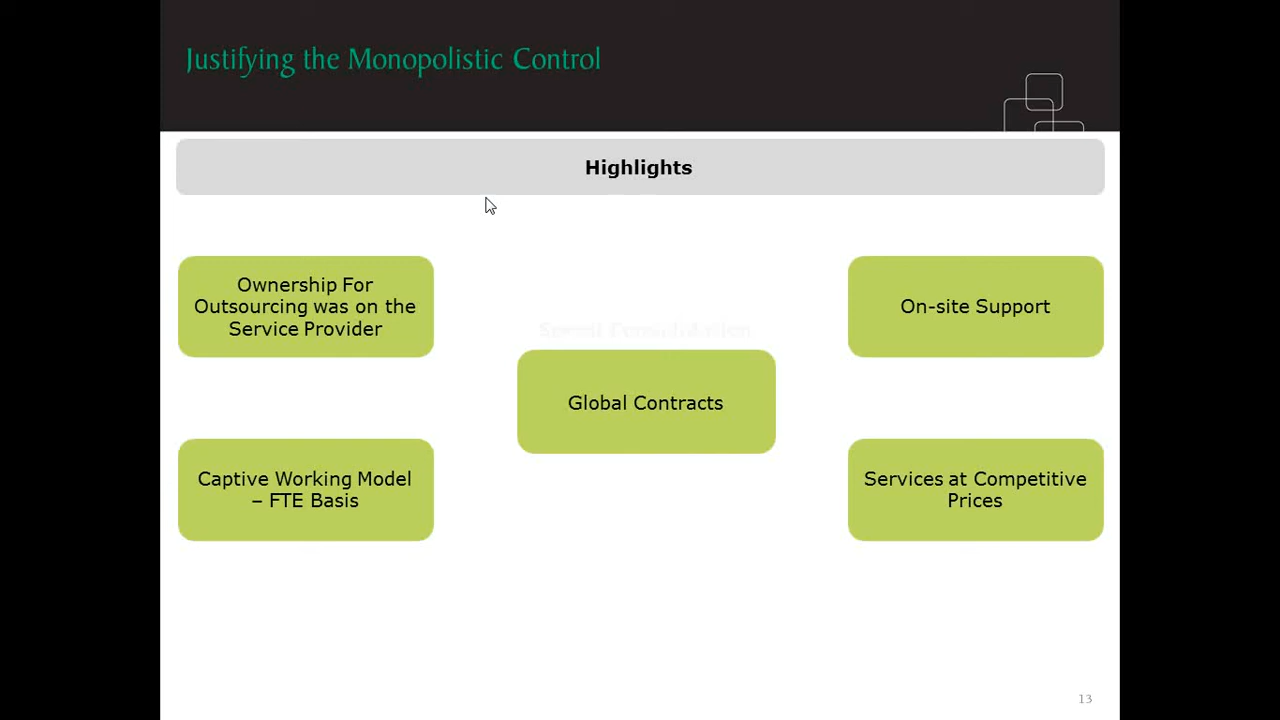 Justifying the Monopolistic Control
Highlights
Ownership For
Outsourcing was on the
Service Provider
On-site Support
Global Contracts
Captive Working Model
– FTE Basis
Services at Competitive
Prices
13